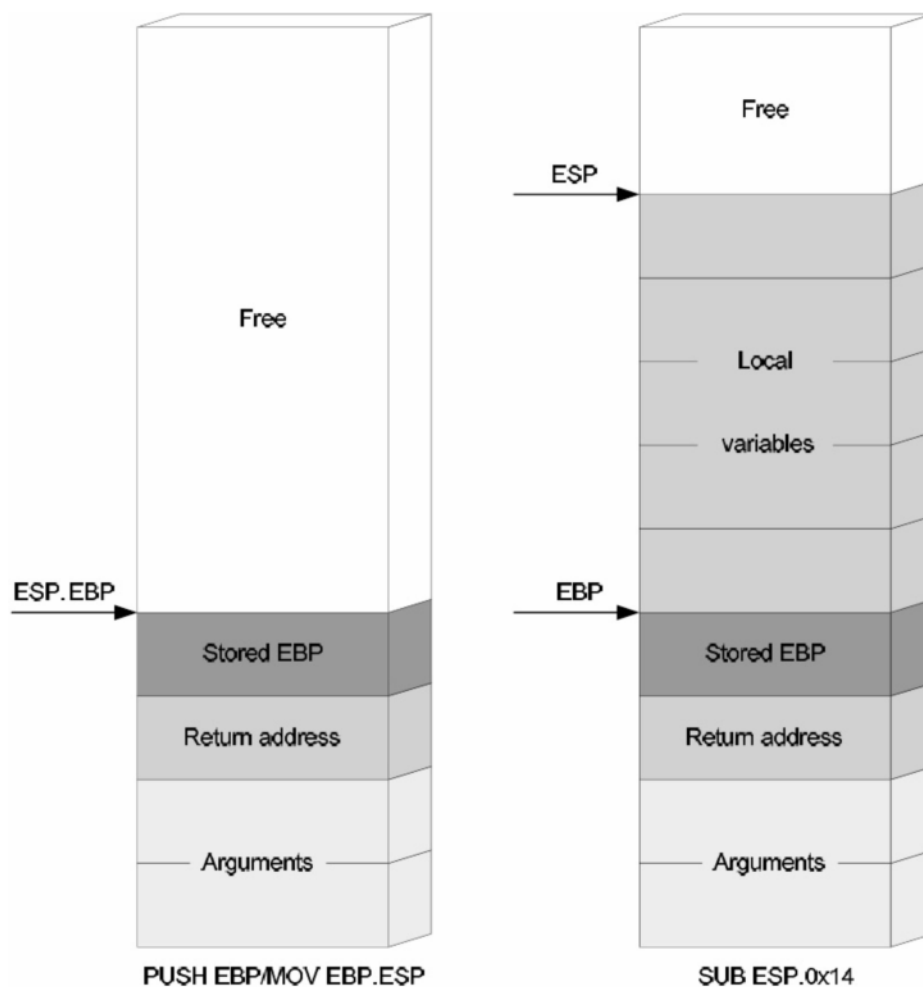 Free
ESP.EBP
Stored EBP
Return address
Arguments
PUSH EBP/MOV EBP.ESP
Free
ESP
Local
variables
EBP
Stored EBP
Return address
Arguments
SUB ESP.0x14